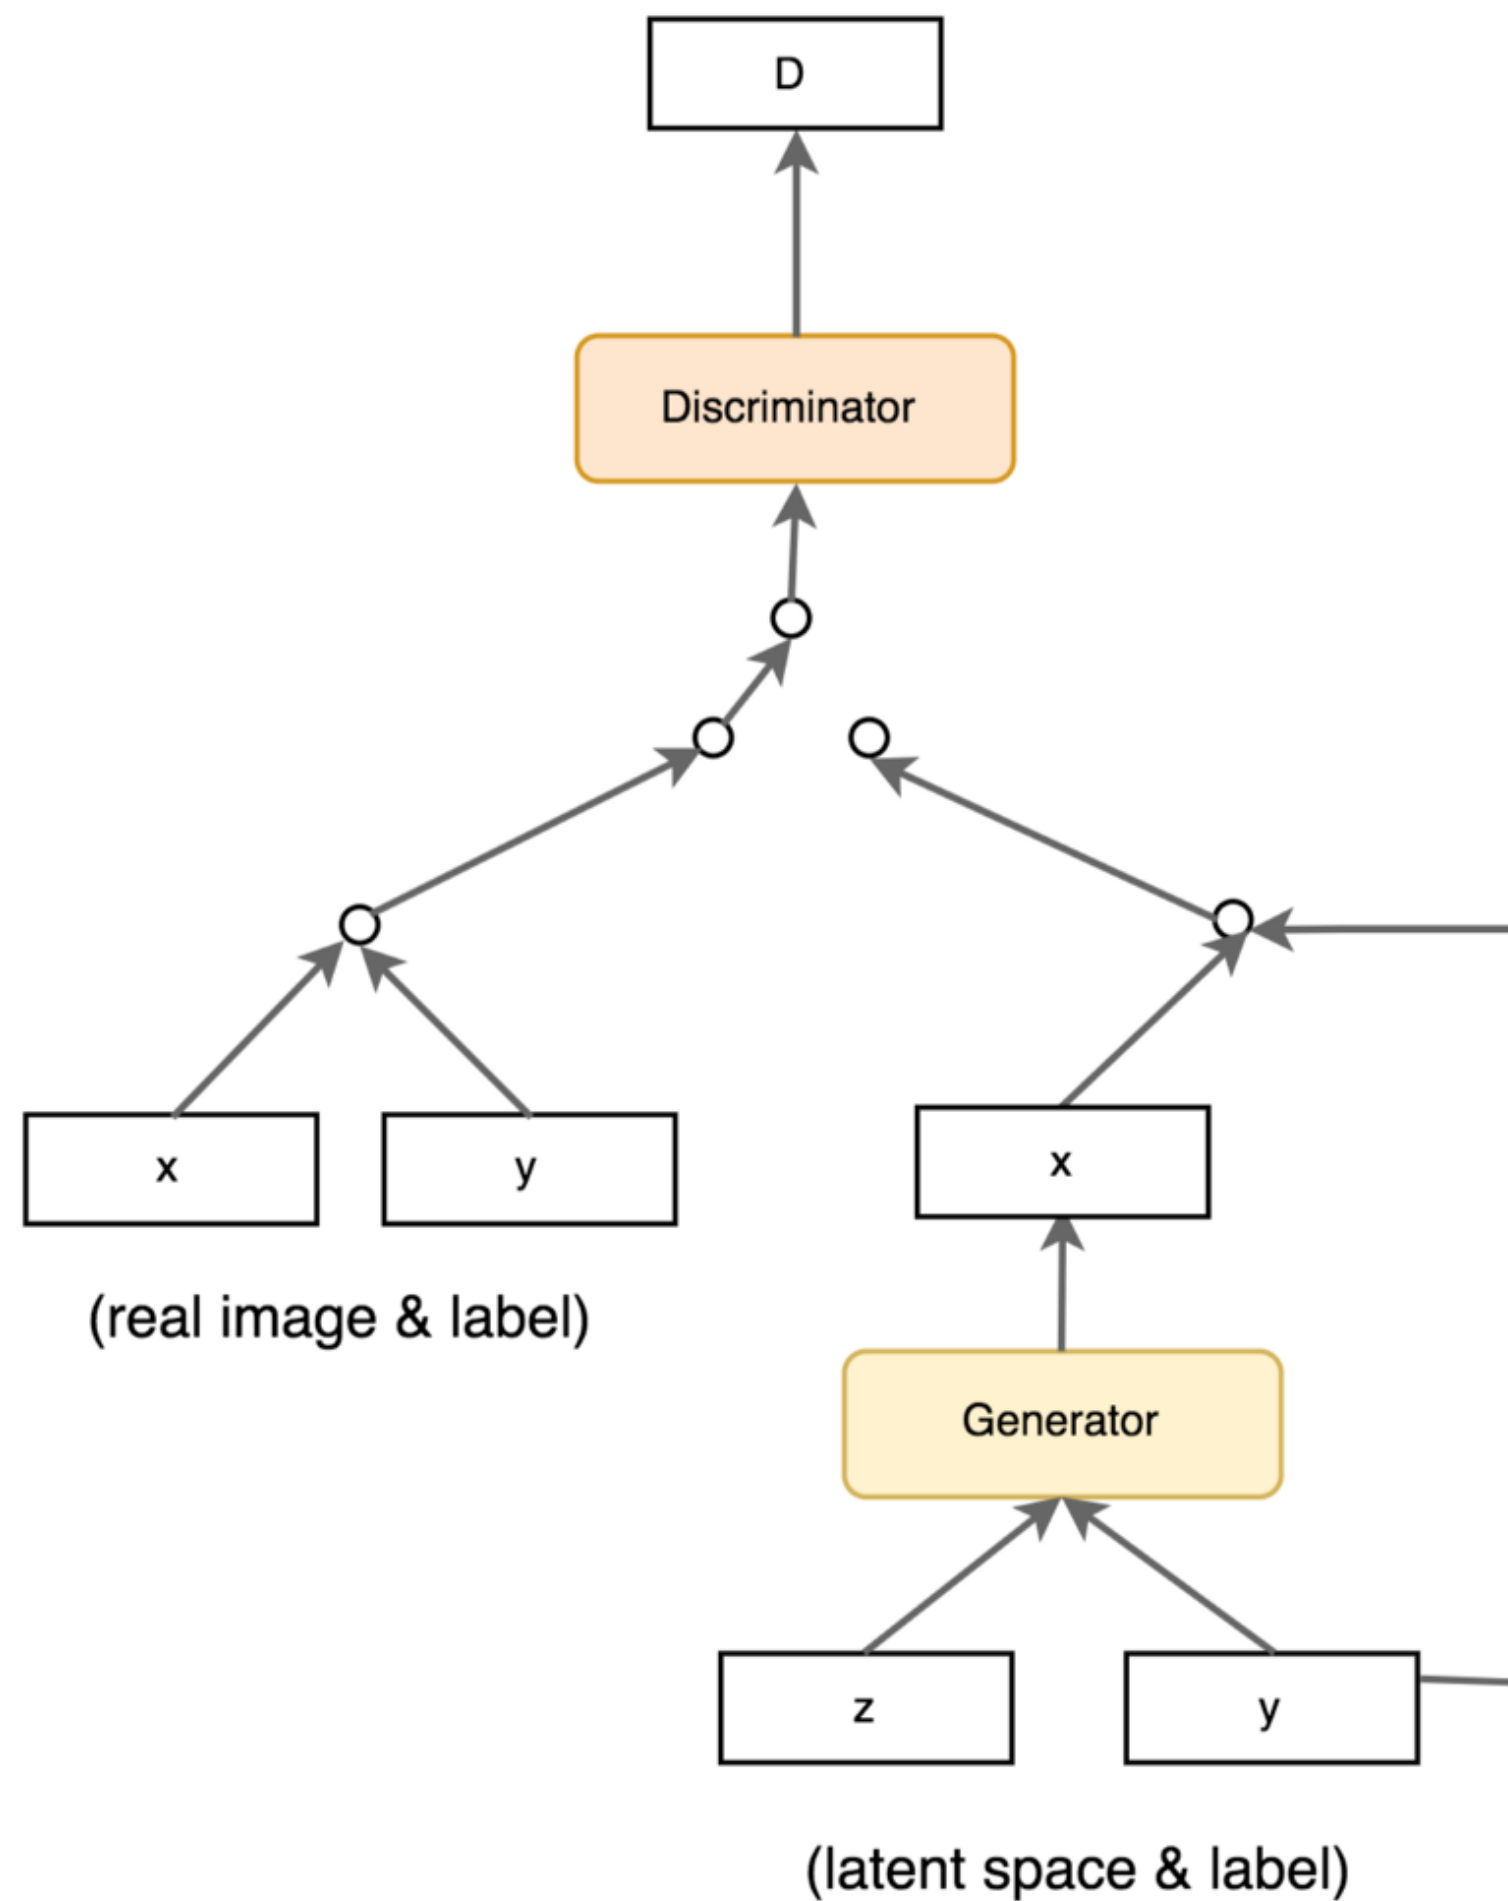 D
Discriminator
x
y
x
(real image & label)
Generator
z
y
(latent space & label)